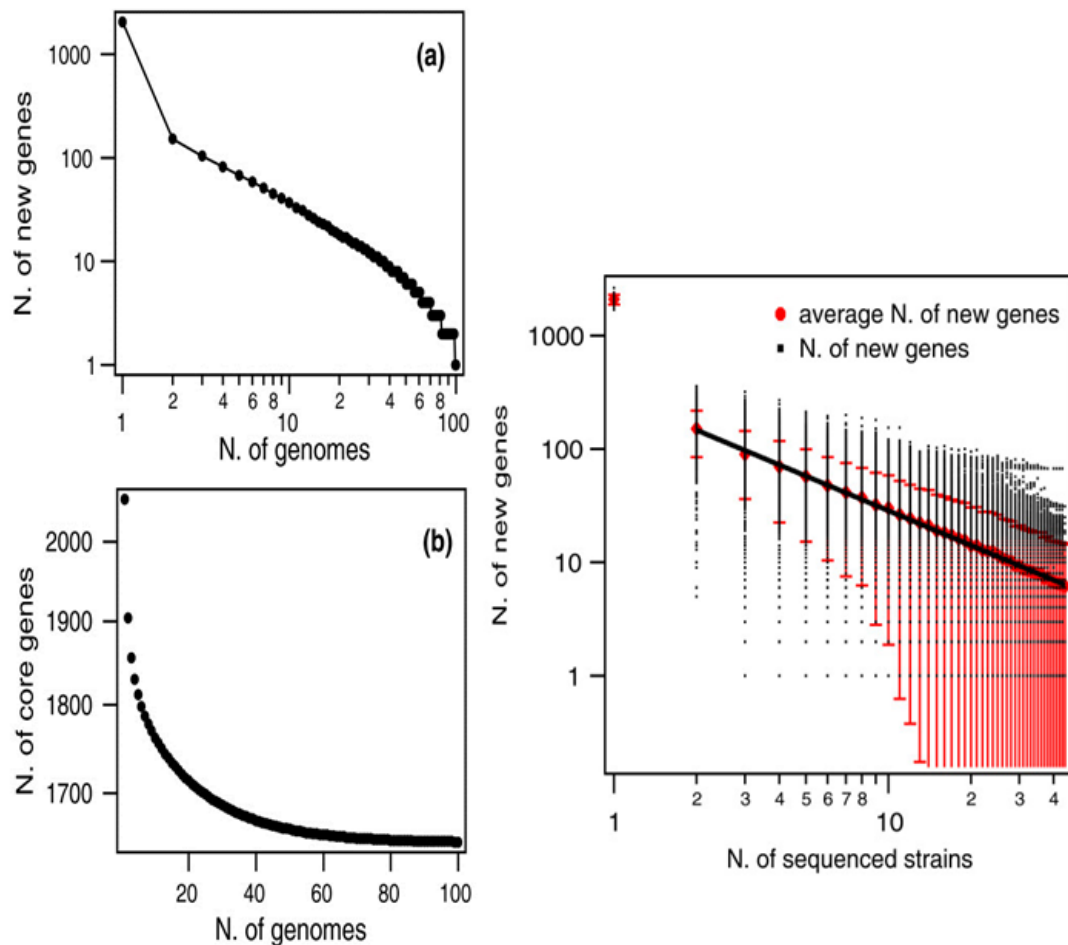 (a)
N. of new genes
1000
100
10
1
1 2 4 6 8 10 2 4 6 8 100
N. of genomes
(b)
N. of core genes
2000
1900
1800
1700
20 40 60 80 100
N. of genomes
average N. of new genes
N. of new genes
N. of new genes
1000
100
10
1
2 3 4 5 6 7 8 2 3 4
1 10
N. of sequenced strains